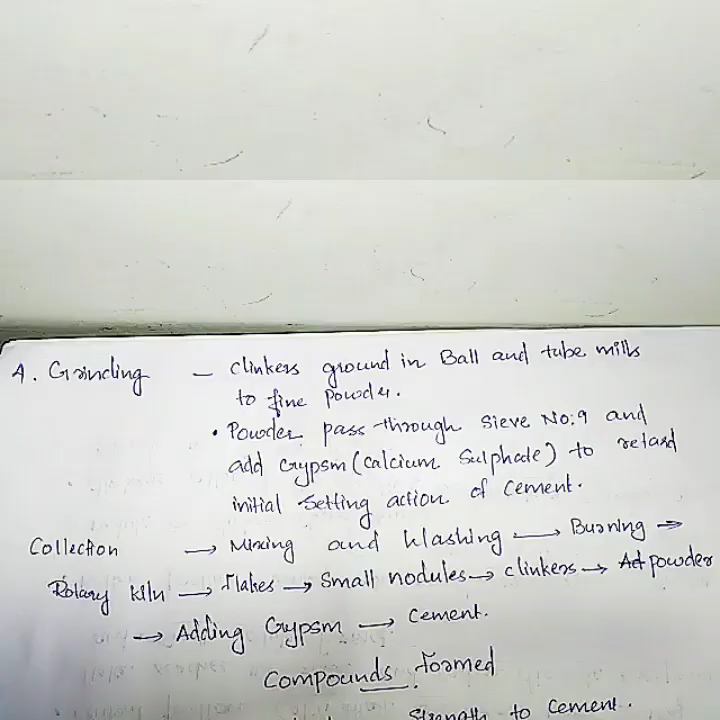 4. Grinding — clinkers ground in Ball and tube mills
to fine powder.
• Powder pass through sieve No:9 and
add Gypsm (calcium Sulphate) to retard
initial setting action of cement.
Collection → Mixing and Washing → Burning ⇒
Rotary kiln → Flakes → Small nodules → clinkers → powder
→ Adding Gypsm → Cement.
Compounds Formed
Strength to Cement.